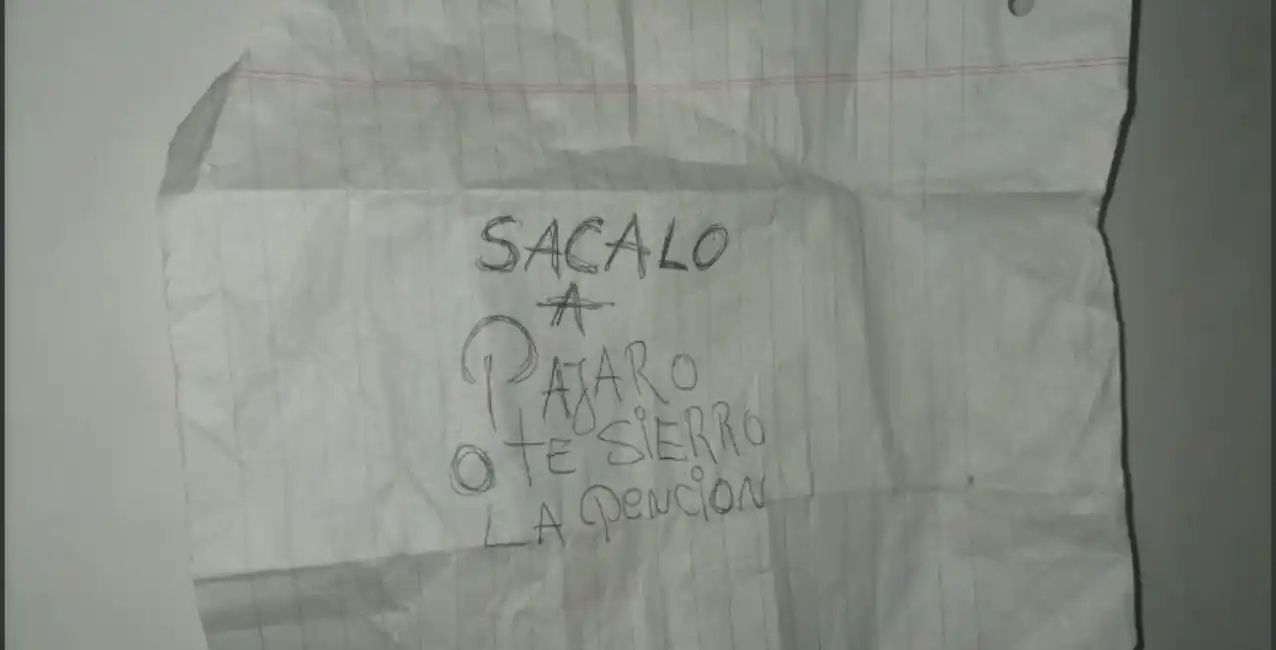 SACALO
A
PAJARO
O TE SiERRO
LA PENCiON